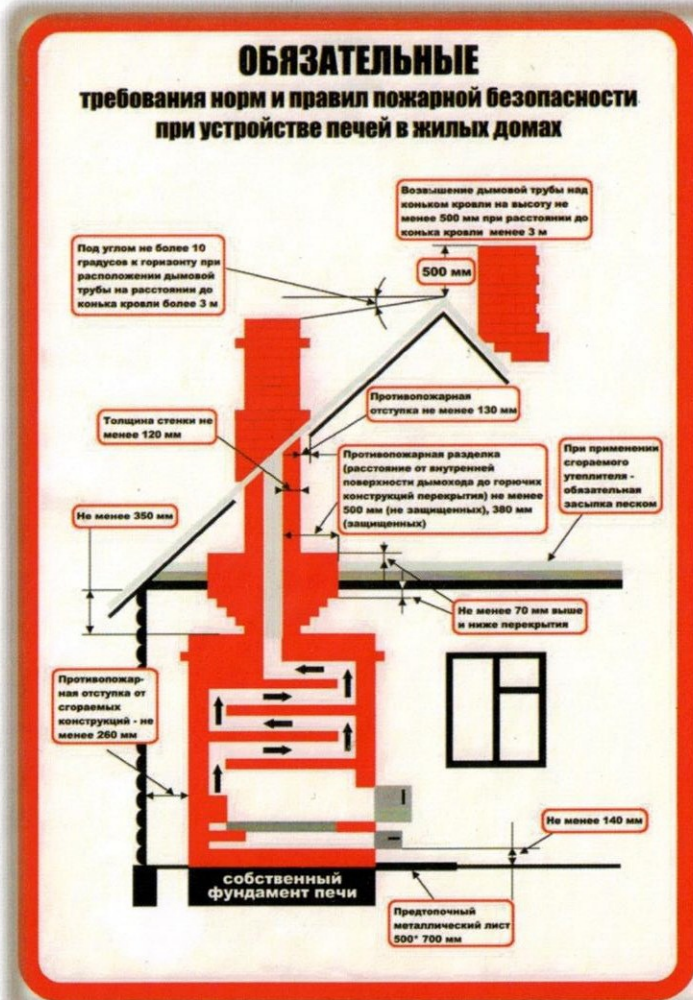 ОБЯЗАТЕЛЬНЫЕ
требования норм и правил пожарной безопасности
при устройстве печей в жилых домах
Возвышение дымовой трубы над
коньком кровли на высоту не
менее 500 мм при расстоянии до
конька кровли менее 3 м
Под углом не более 10
градусов к горизонту при
расположении дымовой
трубы на расстоянии до
конька кровли более 3 м
500 мм
Противопожарная
отступка не менее 130 мм
Толщина стенки не
менее 120 мм
Противопожарная разделка
(расстояние от внутренней
поверхности дымохода до горючих
конструкций перекрытия) не менее
500 мм (не защищенных), 380 мм
(защищенных)
При применении
сгораемого
утеплителя -
обязательная
засыпка песком
Не менее 350 мм
Не менее 70 мм выше
и ниже перекрытия
Противопожар-
ная отступка от
сгораемых
конструкций - не
менее 260 мм
Не менее 140 мм
собственный
фундамент печи
Предтопочный
металлический лист
500* 700 мм